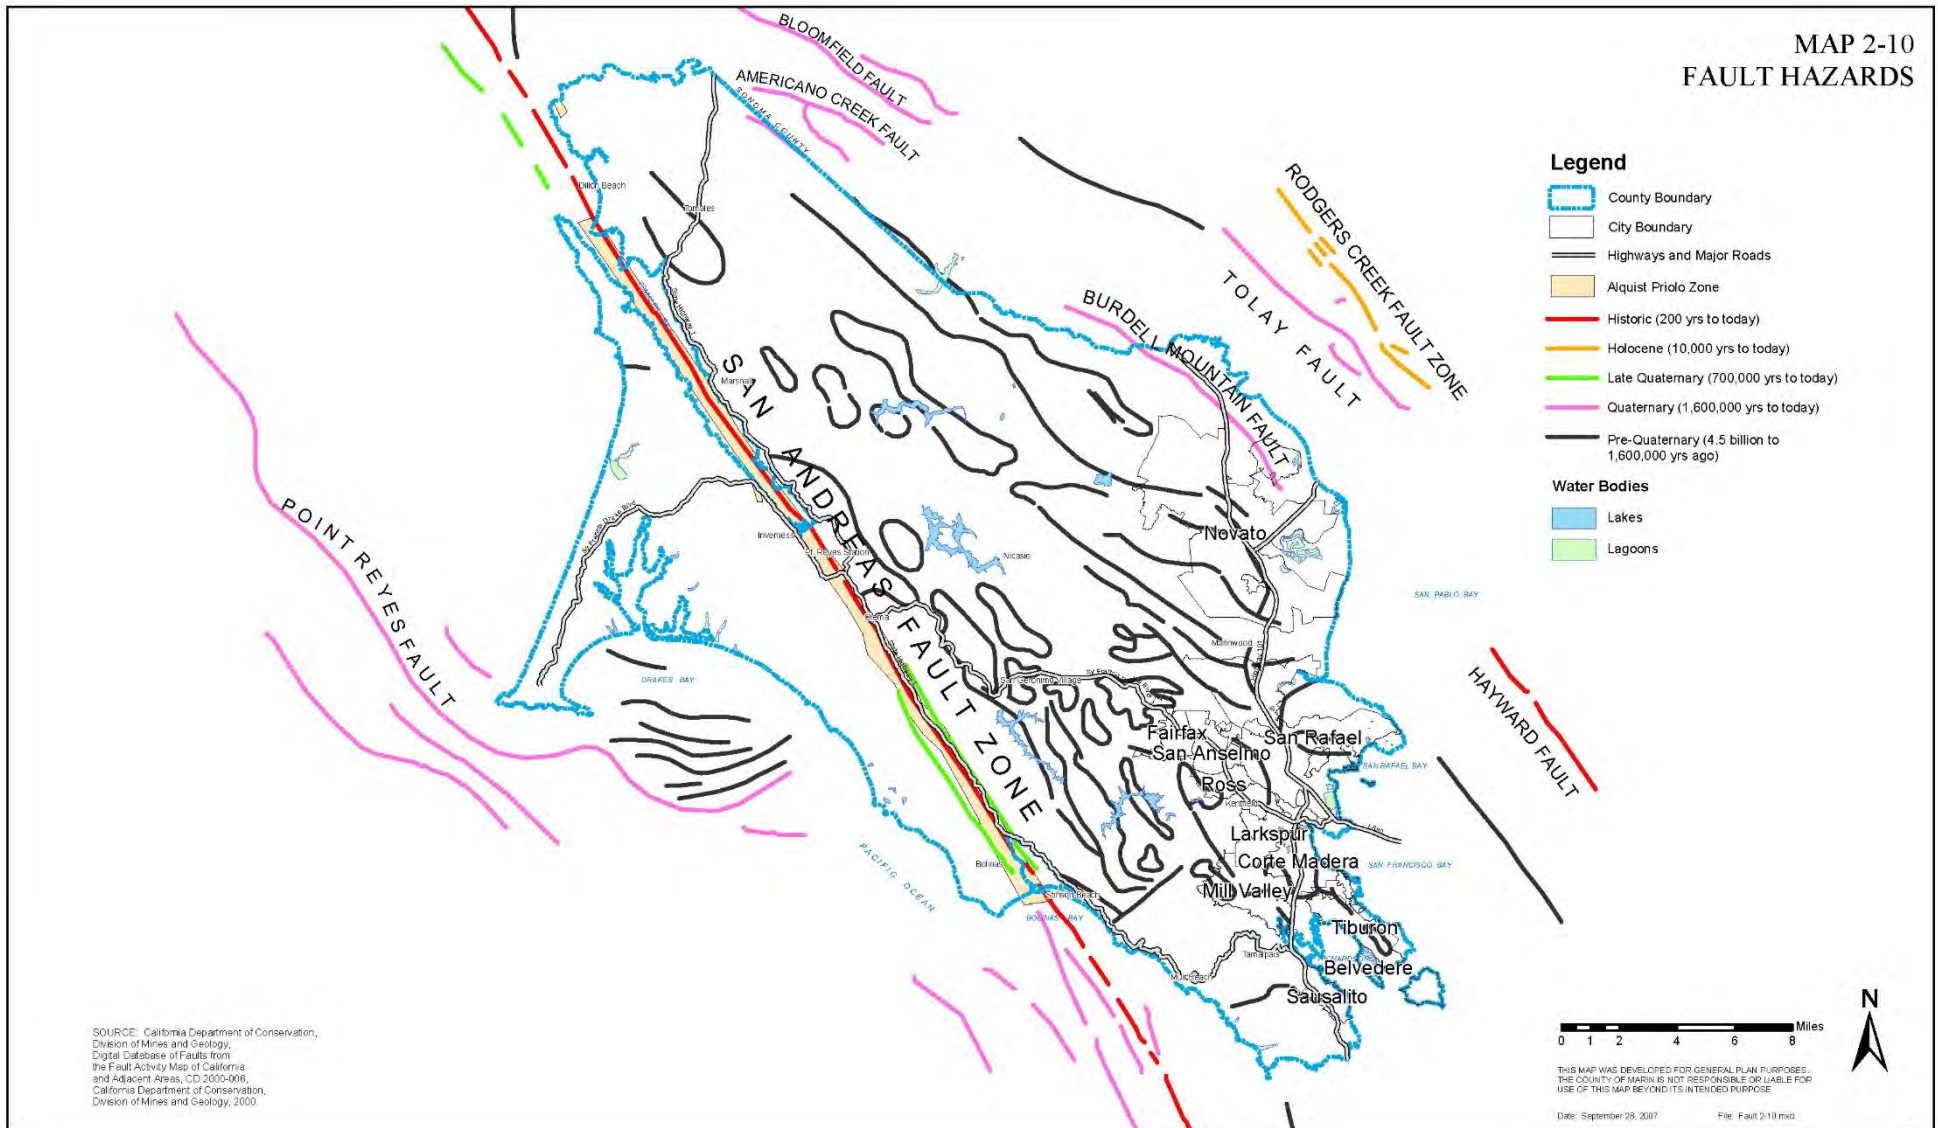 MAP 2-10
FAULT HAZARDS
BLOOMFIELD FAULT
AMERICANO CREEK FAULT
SONOMA COUNTY
RODGERS CREEK FAULT ZONE
TOLAY FAULT
BURDELL MOUNTAIN FAULT
SAN ANDREAS FAULT ZONE
POINT REYES FAULT
HAYWARD FAULT
Dillon Beach
Tomales
Marshall
Inverness
Pt. Reyes Station
Nicasio
Novato
Olema
Marinwood
San Geronimo Village
SAN PABLO BAY
DRAKES BAY
Fairfax
San Rafael
San Anselmo
SAN RAFAEL BAY
Ross
Kentfield
Larkspur
Corte Madera
SAN FRANCISCO BAY
Mill Valley
Bolinas
Stinson Beach
BOLINAS BAY
PACIFIC OCEAN
Tiburon
Tamalpais
Belvedere
Muir Beach
Sausalito
Legend
County Boundary
City Boundary
Highways and Major Roads
Alquist Priolo Zone
Historic (200 yrs to today)
Holocene (10,000 yrs to today)
Late Quaternary (700,000 yrs to today)
Quaternary (1,600,000 yrs to today)
Pre-Quaternary (4.5 billion to
1,600,000 yrs ago)
Water Bodies
Lakes
Lagoons
N
Miles
0 1 2 4 6 8
THIS MAP WAS DEVELOPED FOR GENERAL PLAN PURPOSES.
THE COUNTY OF MARIN IS NOT RESPONSIBLE OR LIABLE FOR
USE OF THIS MAP BEYOND ITS INTENDED PURPOSE
Date: September 28, 2007 File: Fault 2-10.mxd
SOURCE: California Department of Conservation,
Division of Mines and Geology,
Digital Database of Faults from
the Fault Activity Map of California
and Adjacent Areas, CD 2000-006,
California Department of Conservation,
Division of Mines and Geology, 2000.